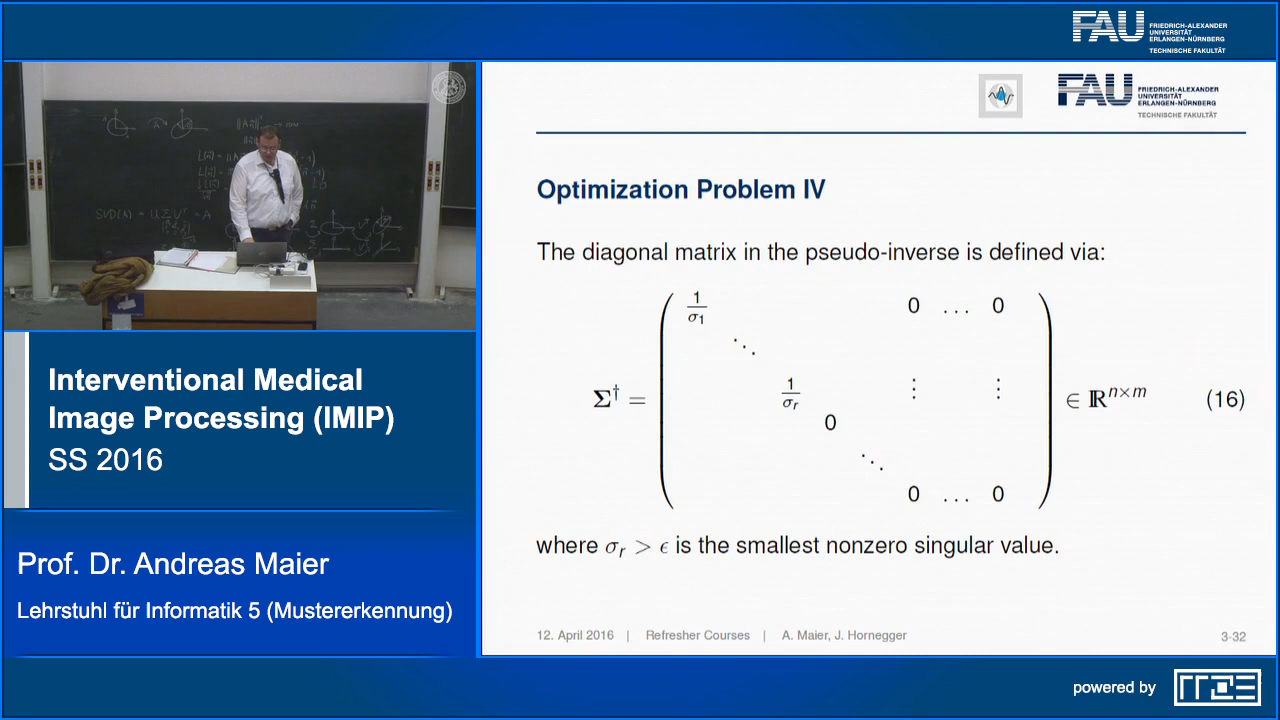 FAU FRIEDRICH-ALEXANDER
UNIVERSITÄT
ERLANGEN-NÜRNBERG
TECHNISCHE FAKULTÄT
FAU FRIEDRICH-ALEXANDER
UNIVERSITÄT
ERLANGEN-NÜRNBERG
TECHNISCHE FAKULTÄT
SVD(A) = U Σ Vᵀ = A
Optimization Problem IV
The diagonal matrix in the pseudo-inverse is defined via:
Σ† = ( 1/σ₁ ⋱ 1/σᵣ 0 ⋱ 0 … 0 ⋮ ⋮ 0 … 0 ) ∈ ℝⁿˣᵐ (16)
where σᵣ > ϵ is the smallest nonzero singular value.
12. April 2016 | Refresher Courses | A. Maier, J. Hornegger 3-32
Interventional Medical
Image Processing (IMIP)
SS 2016
Prof. Dr. Andreas Maier
Lehrstuhl für Informatik 5 (Mustererkennung)
powered by RRZE